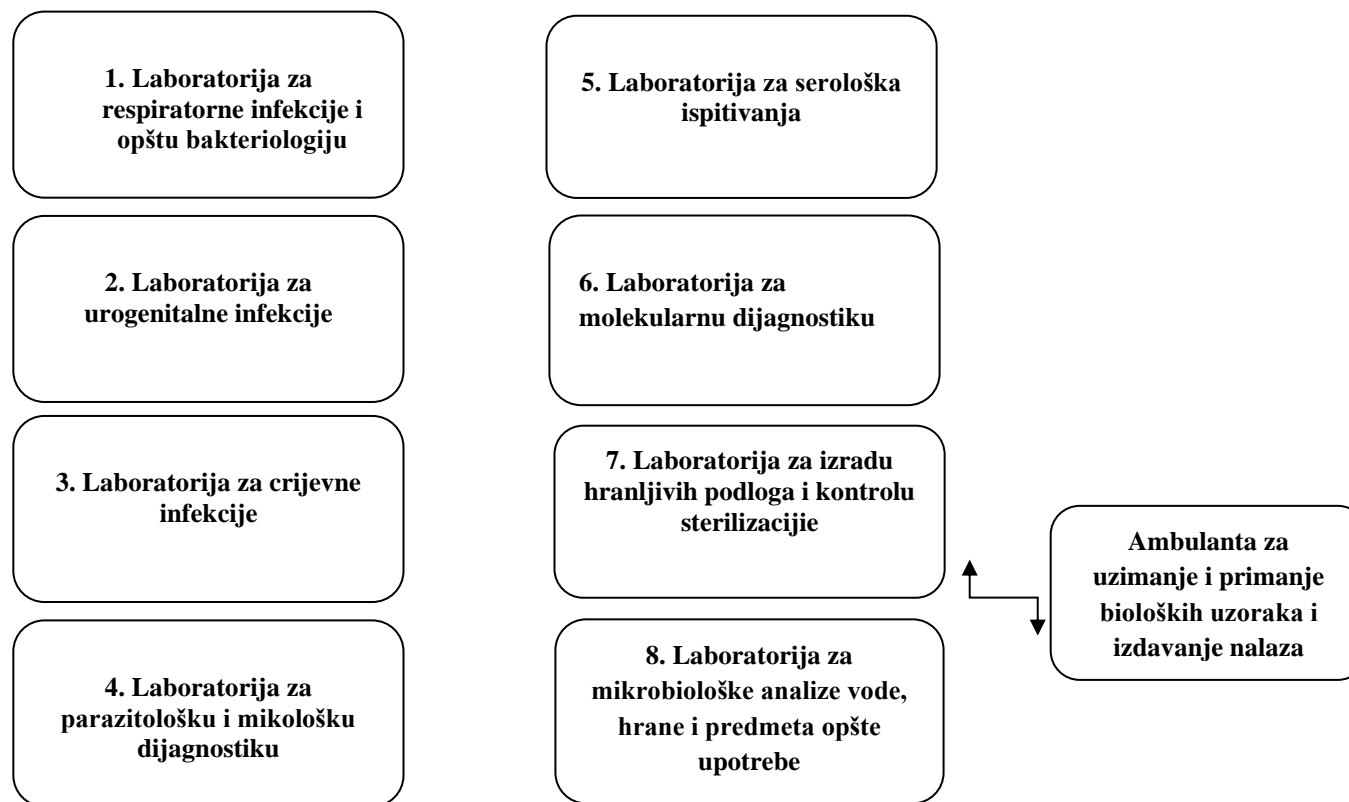 1. Laboratorija za
respiratorne infekcije i
opštu bakteriologiju
2. Laboratorija za
urogenitalne infekcije
3. Laboratorija za crijevne
infekcije
4. Laboratorija za
parazitološku i mikološku
dijagnostiku
5. Laboratorija za serološka
ispitivanja
6. Laboratorija za
molekularnu dijagnostiku
7. Laboratorija za izradu
hranljivih podloga i kontrolu
sterilizacijie
8. Laboratorija za
mikrobiološke analize vode,
hrane i predmeta opšte
upotrebe
Ambulanta za
uzimanje i primanje
bioloških uzoraka i
izdavanje nalaza